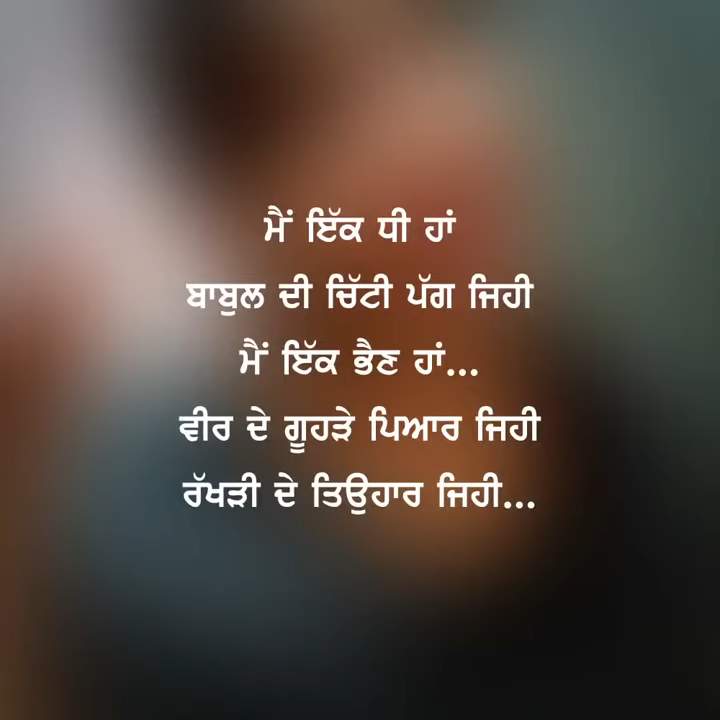 ਮੈਂ ਇੱਕ ਧੀ ਹਾਂ
ਬਾਬੁਲ ਦੀ ਚਿੱਟੀ ਪੱਗ ਜਿਹੀ
ਮੈਂ ਇੱਕ ਭੈਣ ਹਾਂ...
ਵੀਰ ਦੇ ਗੂਹੜੇ ਪਿਆਰ ਜਿਹੀ
ਰੱਖੜੀ ਦੇ ਤਿਉਹਾਰ ਜਿਹੀ...